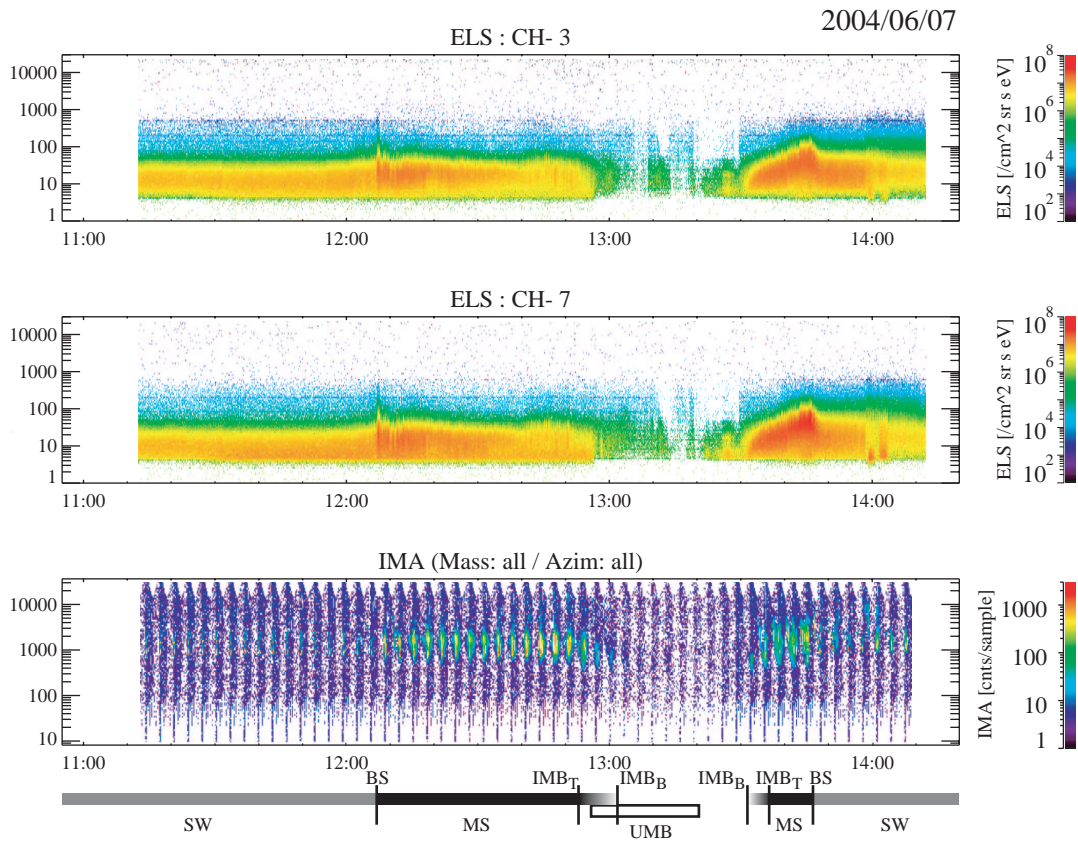 2004/06/07
ELS : CH- 3
10000
1000
100
10
1
11:00 12:00 13:00 14:00
ELS [/cm^2 sr s eV]
10^8
10^6
10^4
10^2
ELS : CH- 7
10000
1000
100
10
1
11:00 12:00 13:00 14:00
ELS [/cm^2 sr s eV]
10^8
10^6
10^4
10^2
IMA (Mass: all / Azim: all)
10000
1000
100
10
11:00 12:00 13:00 14:00
IMA [cnts/sample]
1000
100
10
1
BS IMB_T IMB_B IMB_B IMB_T BS
SW MS UMB MS SW